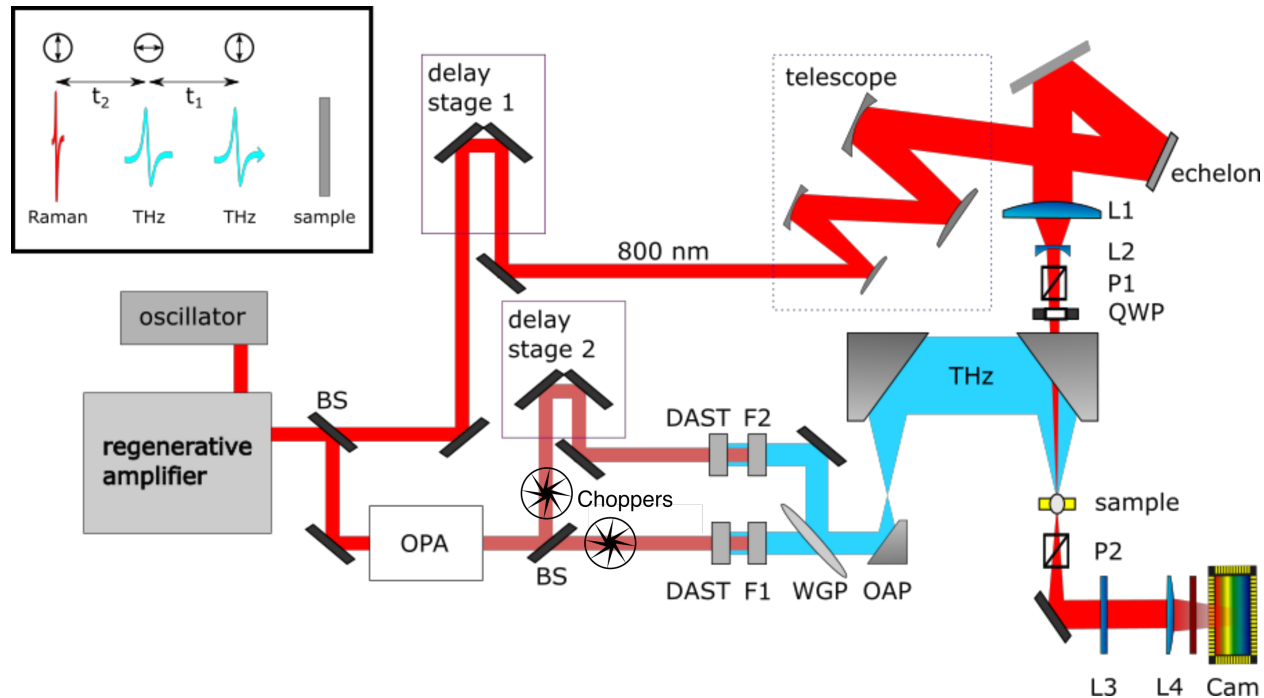 t2
t1
Raman
THz
THz
sample
delay
stage 1
telescope
echelon
L1
L2
P1
QWP
800 nm
oscillator
delay
stage 2
THz
BS
DAST
F2
regenerative
amplifier
Choppers
sample
OPA
P2
BS
DAST
F1
WGP
OAP
L3
L4
Cam